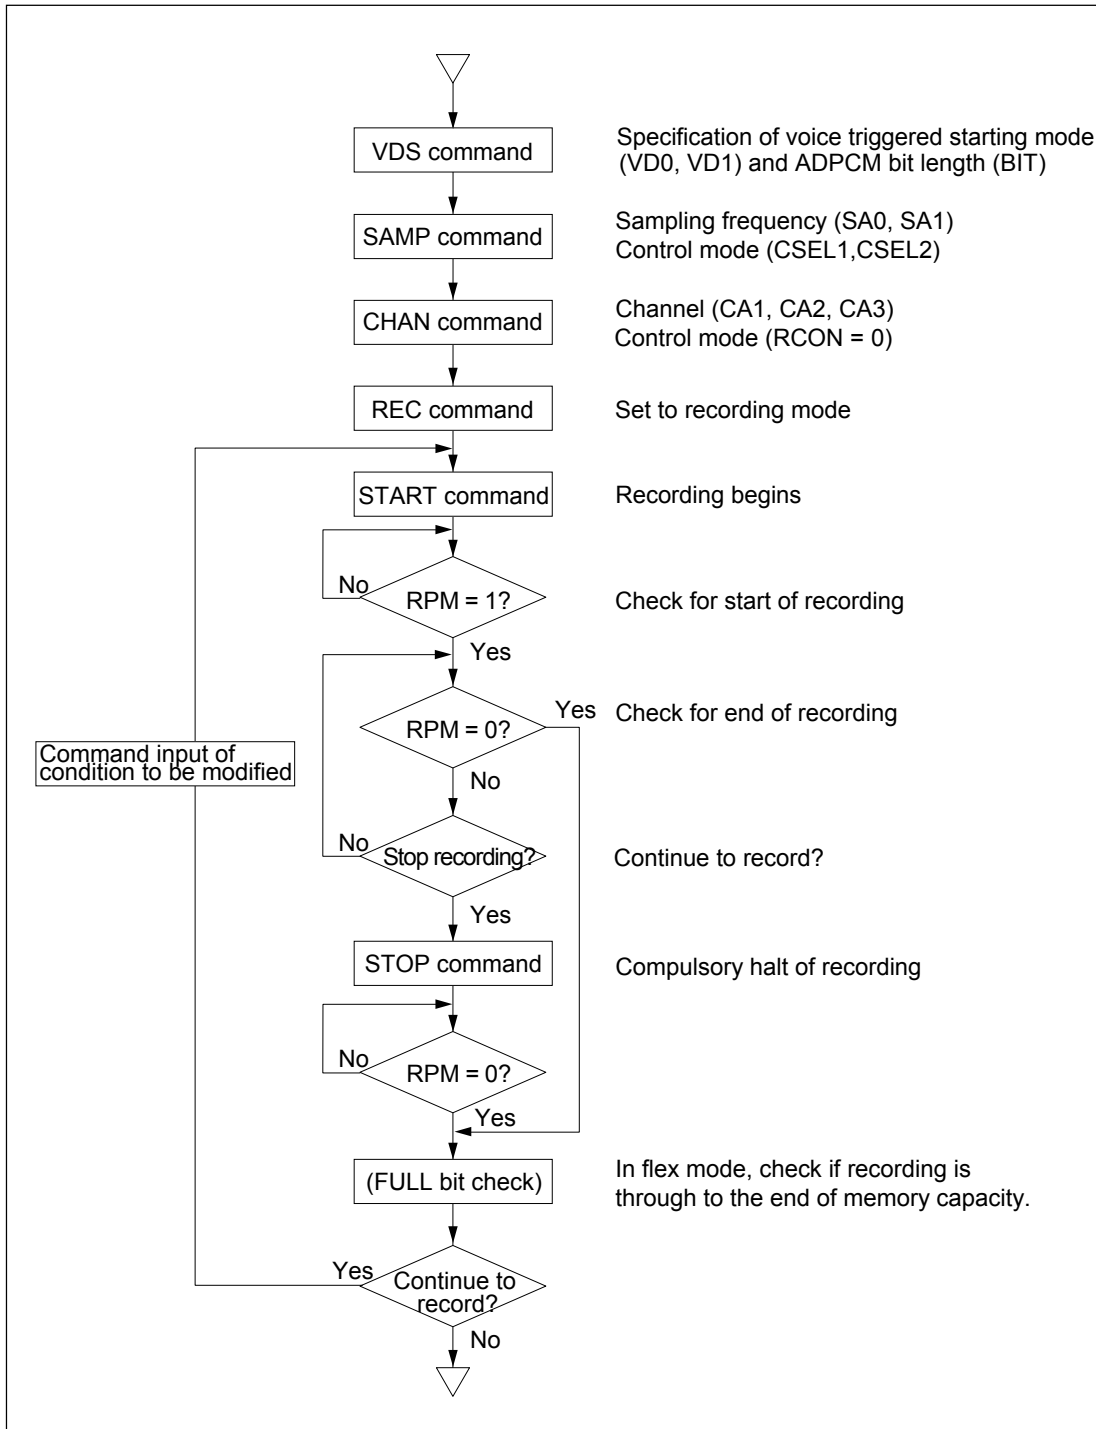 VDS command
Specification of voice triggered starting mode
(VD0, VD1) and ADPCM bit length (BIT)
SAMP command
Sampling frequency (SA0, SA1)
Control mode (CSEL1,CSEL2)
CHAN command
Channel (CA1, CA2, CA3)
Control mode (RCON = 0)
REC command
Set to recording mode
START command
Recording begins
No
RPM = 1?
Check for start of recording
Yes
RPM = 0?
Yes
Check for end of recording
Command input of
condition to be modified
No
No
Stop recording?
Continue to record?
Yes
STOP command
Compulsory halt of recording
No
RPM = 0?
Yes
(FULL bit check)
In flex mode, check if recording is
through to the end of memory capacity.
Yes
Continue to
record?
No